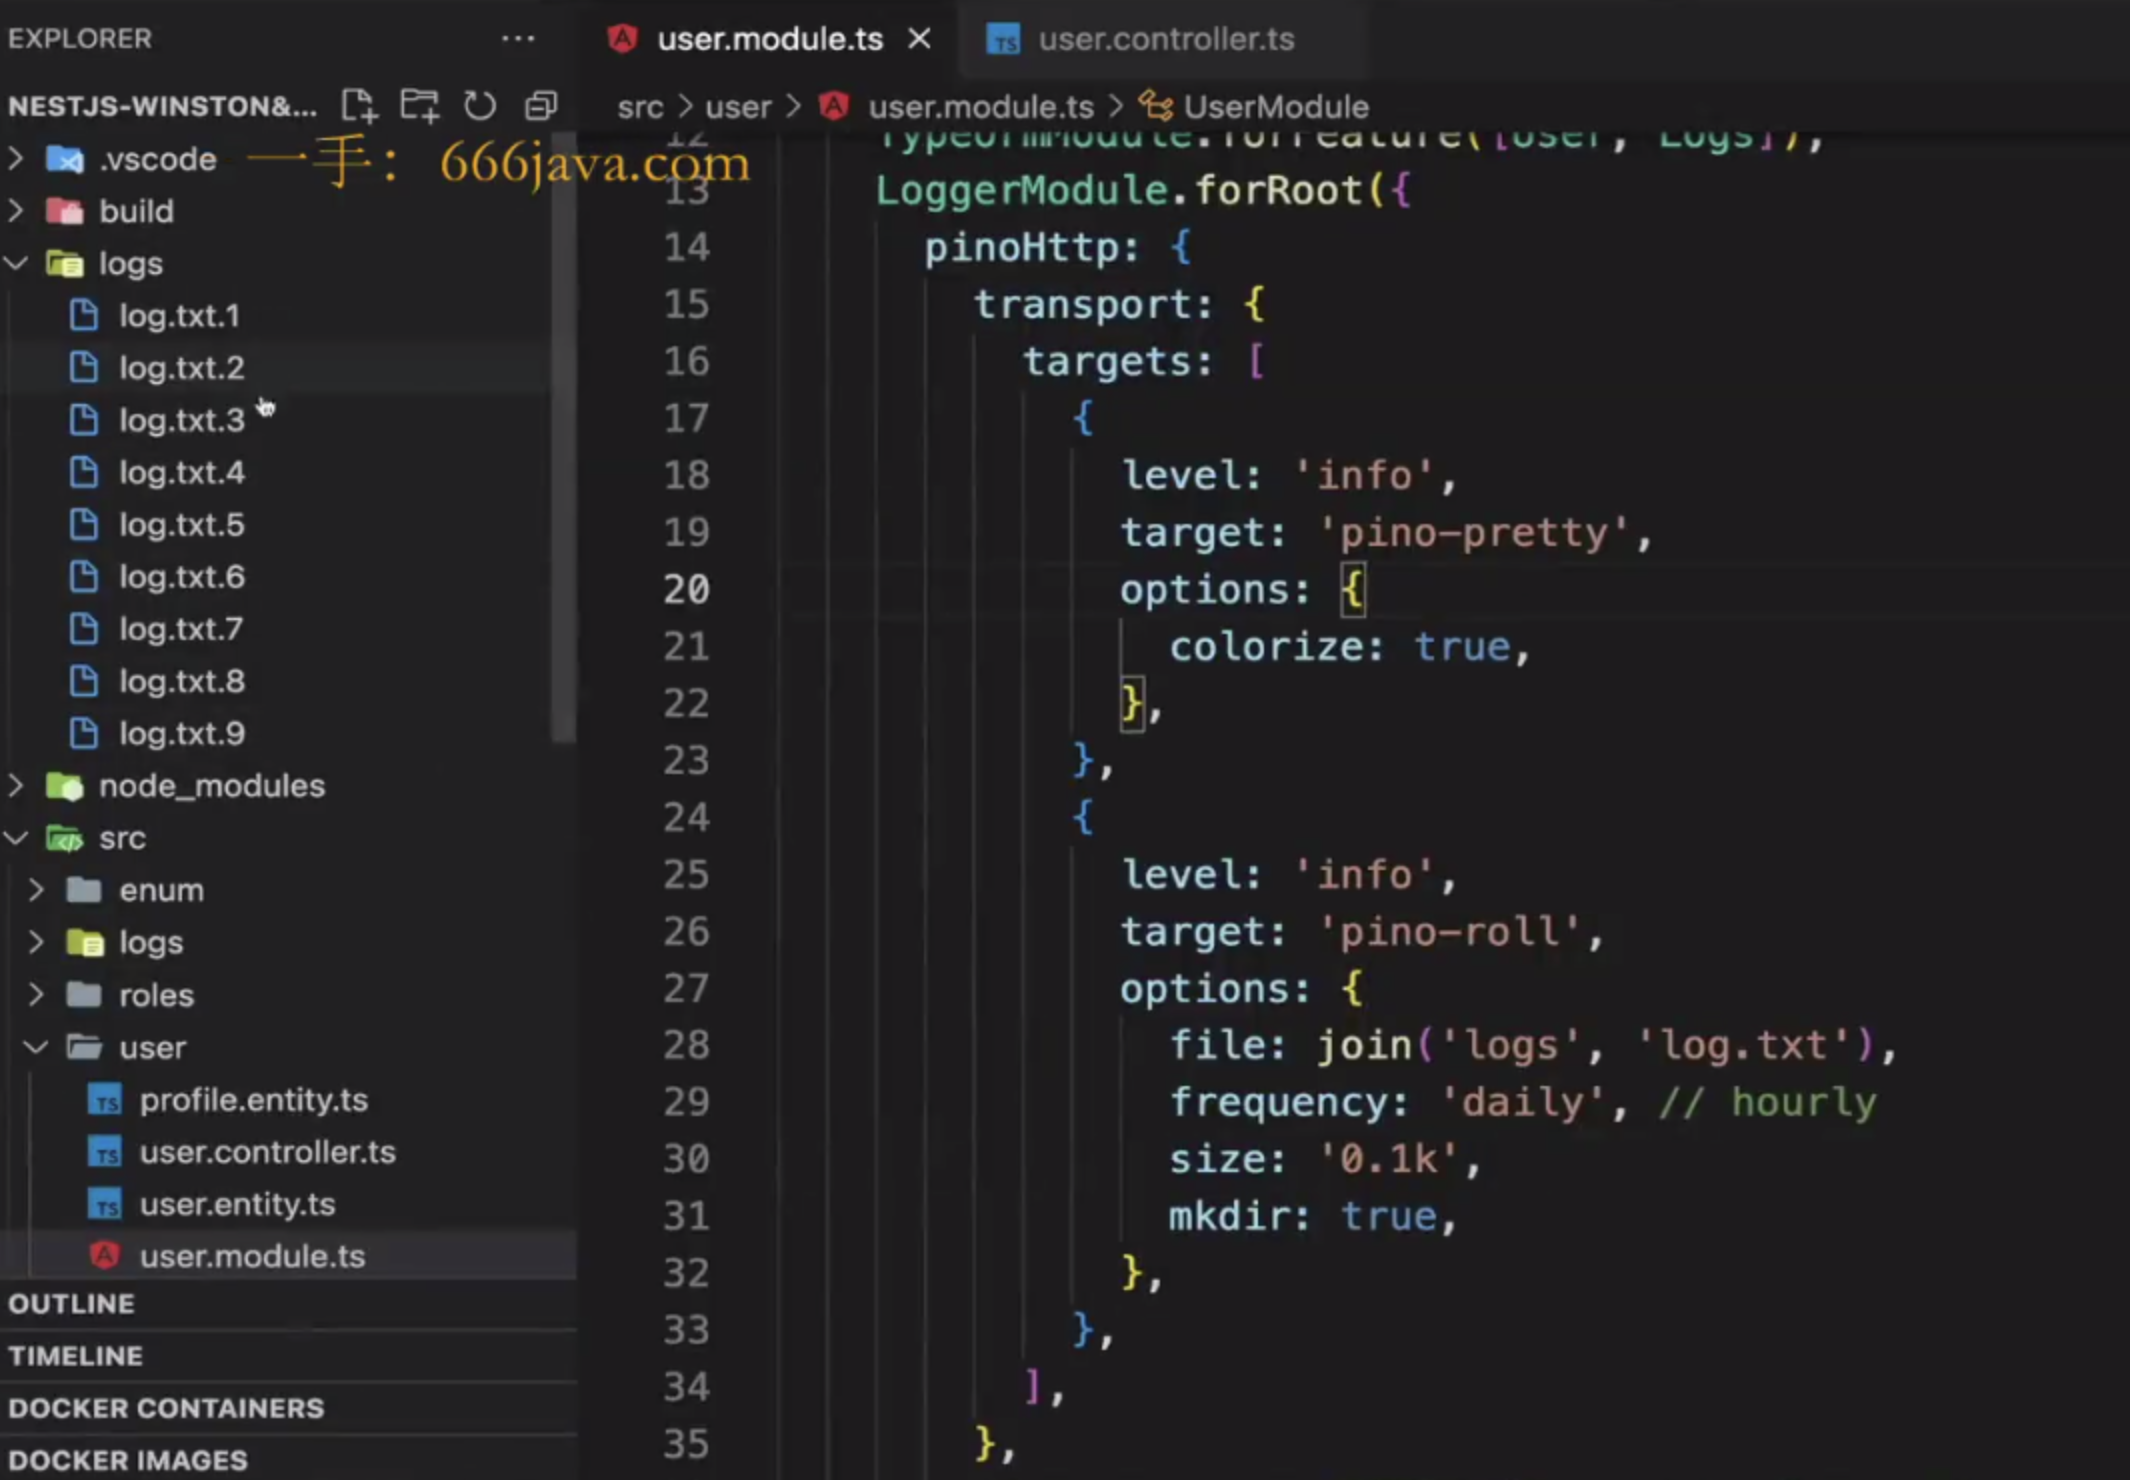 EXPLORER
NESTJS-WINSTON&...
.vscode
一手： 666java.com
build
logs
log.txt.1
log.txt.2
log.txt.3
log.txt.4
log.txt.5
log.txt.6
log.txt.7
log.txt.8
log.txt.9
node_modules
src
enum
logs
roles
user
profile.entity.ts
user.controller.ts
user.entity.ts
user.module.ts
OUTLINE
TIMELINE
DOCKER CONTAINERS
DOCKER IMAGES
user.module.ts
TS user.controller.ts
src > user > user.module.ts > UserModule
12 TypeOrmModule.forFeature([User, Logs]),
13 LoggerModule.forRoot({
14 pinoHttp: {
15 transport: {
16 targets: [
17 {
18 level: 'info',
19 target: 'pino-pretty',
20 options: {
21 colorize: true,
22 },
23 },
24 {
25 level: 'info',
26 target: 'pino-roll',
27 options: {
28 file: join('logs', 'log.txt'),
29 frequency: 'daily', // hourly
30 size: '0.1k',
31 mkdir: true,
32 },
33 },
34 ],
35 },